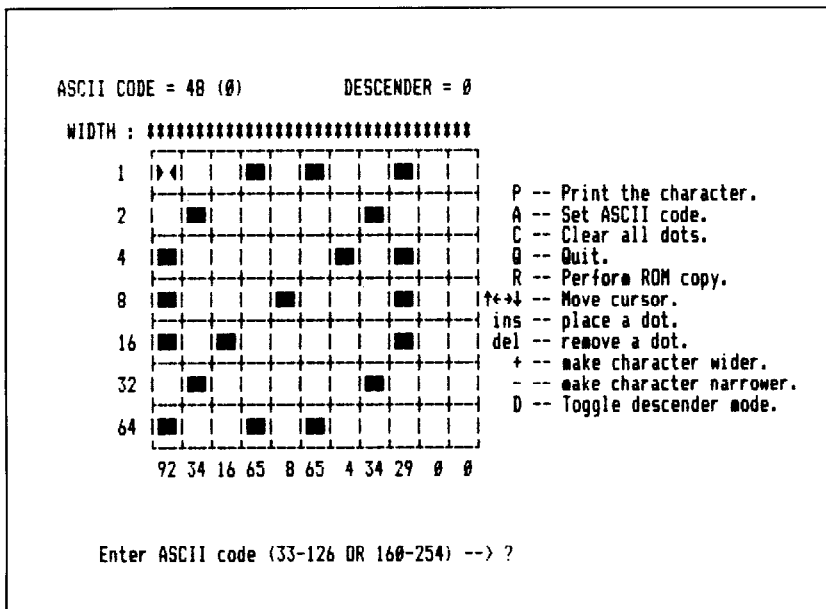 ASCII CODE = 48 (0) DESCENDER = 0
WIDTH : ‡‡‡‡‡‡‡‡‡‡‡‡‡‡‡‡‡‡‡‡‡‡‡‡‡‡‡‡‡‡‡‡‡
1
P -- Print the character.
2 A -- Set ASCII code.
C -- Clear all dots.
4 Q -- Quit.
R -- Perform ROM copy.
8 ↑←→↓ -- Move cursor.
ins -- place a dot.
16 del -- remove a dot.
+ -- make character wider.
32 - -- make character narrower.
D -- Toggle descender mode.
64
92 34 16 65 8 65 4 34 29 0 0
Enter ASCII code (33-126 OR 160-254) --> ?